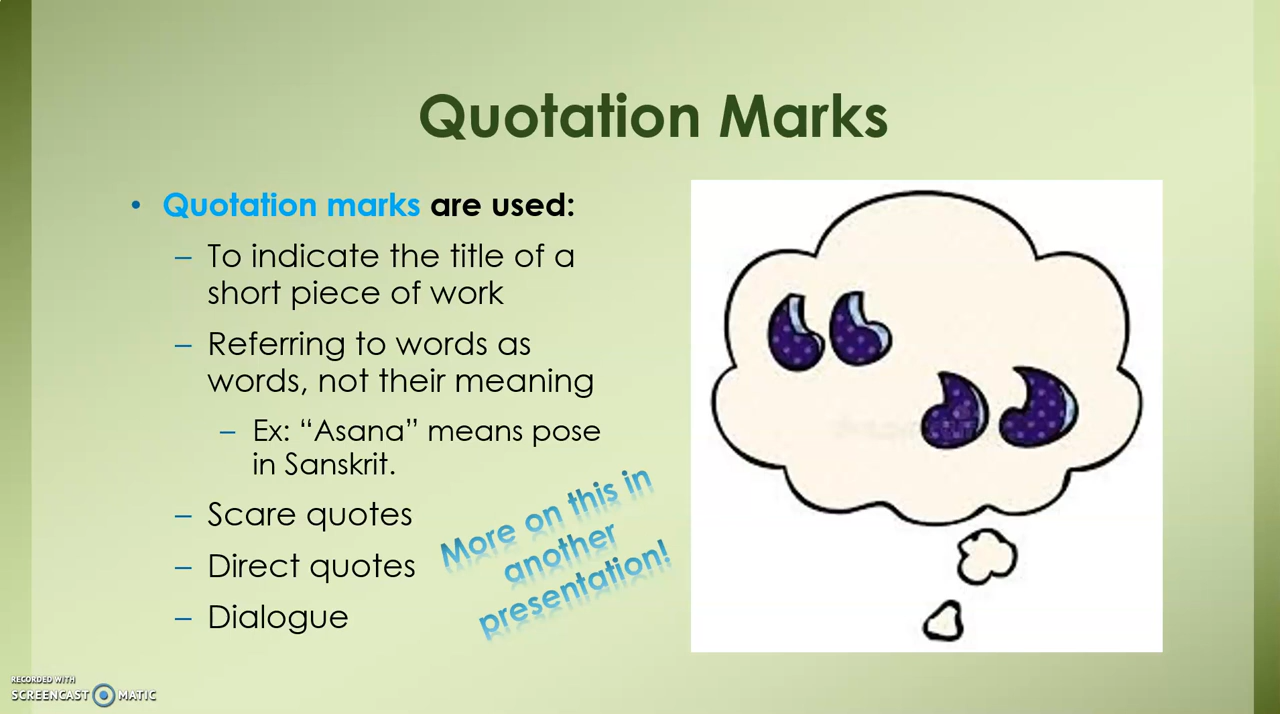 Quotation Marks
• Quotation marks are used:
– To indicate the title of a
short piece of work
– Referring to words as
words, not their meaning
– Ex: “Asana” means pose
in Sanskrit.
– Scare quotes
– Direct quotes
– Dialogue
More on this in
another
presentation!
RECORDED WITH
SCREENCAST MATIC